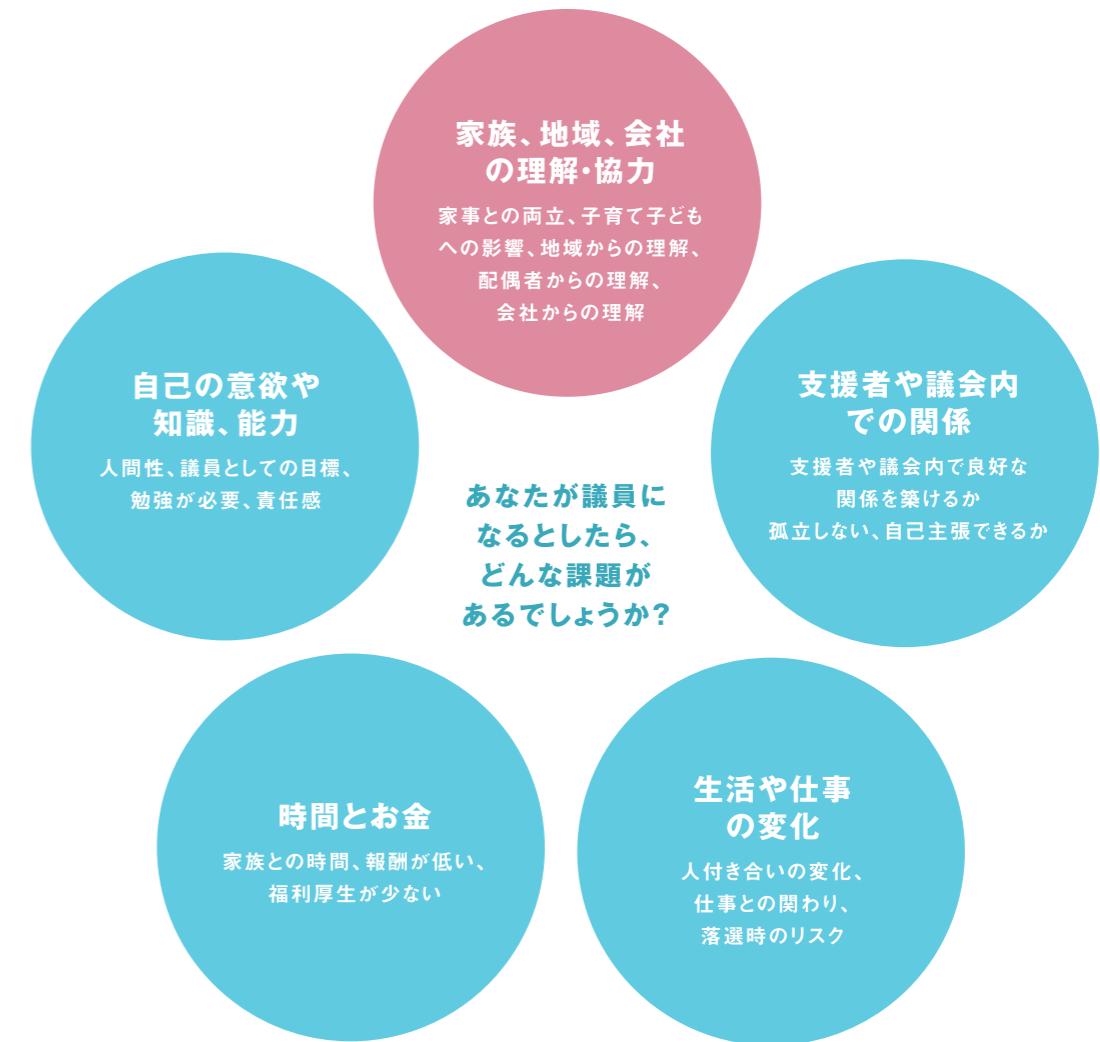 家族、地域、会社
の理解・協力
家事との両立、子育て子ども
への影響、地域からの理解、
配偶者からの理解、
会社からの理解
自己の意欲や
知識、能力
人間性、議員としての目標、
勉強が必要、責任感
支援者や議会内
での関係
支援者や議会内で良好な
関係を築けるか
孤立しない、自己主張できるか
あなたが議員に
なるとしたら、
どんな課題が
あるでしょうか?
時間とお金
家族との時間、報酬が低い、
福利厚生が少ない
生活や仕事
の変化
人付き合いの変化、
仕事との関わり、
落選時のリスク